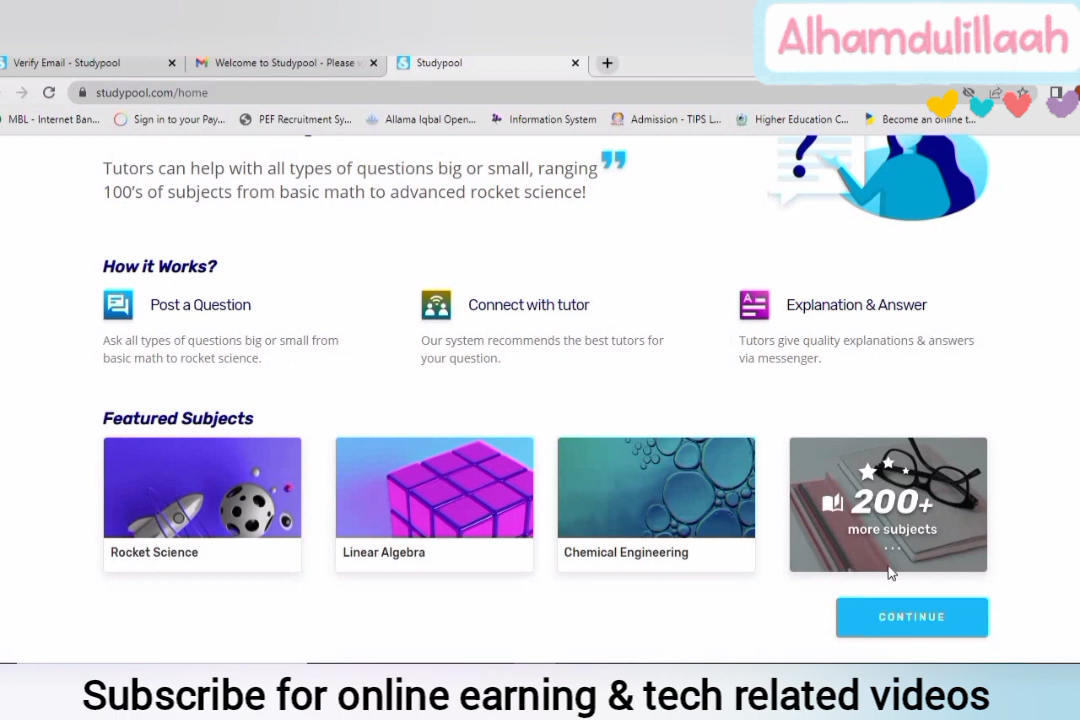 Alhamdulillaah
Verify Email - Studypool
Welcome to Studypool - Please
Studypool
studypool.com/home
MBL - Internet Ban...
Sign in to your Pay...
PEF Recruitment Sy...
Allama Iqbal Open...
Information System
Admission - TIPS L...
Higher Education C...
Become an online t...
Tutors can help with all types of questions big or small, ranging
100's of subjects from basic math to advanced rocket science!
How it Works?
Post a Question
Ask all types of questions big or small from
basic math to rocket science.
Connect with tutor
Our system recommends the best tutors for
your question.
Explanation & Answer
Tutors give quality explanations & answers
via messenger.
Featured Subjects
Rocket Science
Linear Algebra
Chemical Engineering
200+
more subjects
...
CONTINUE
Subscribe for online earning & tech related videos